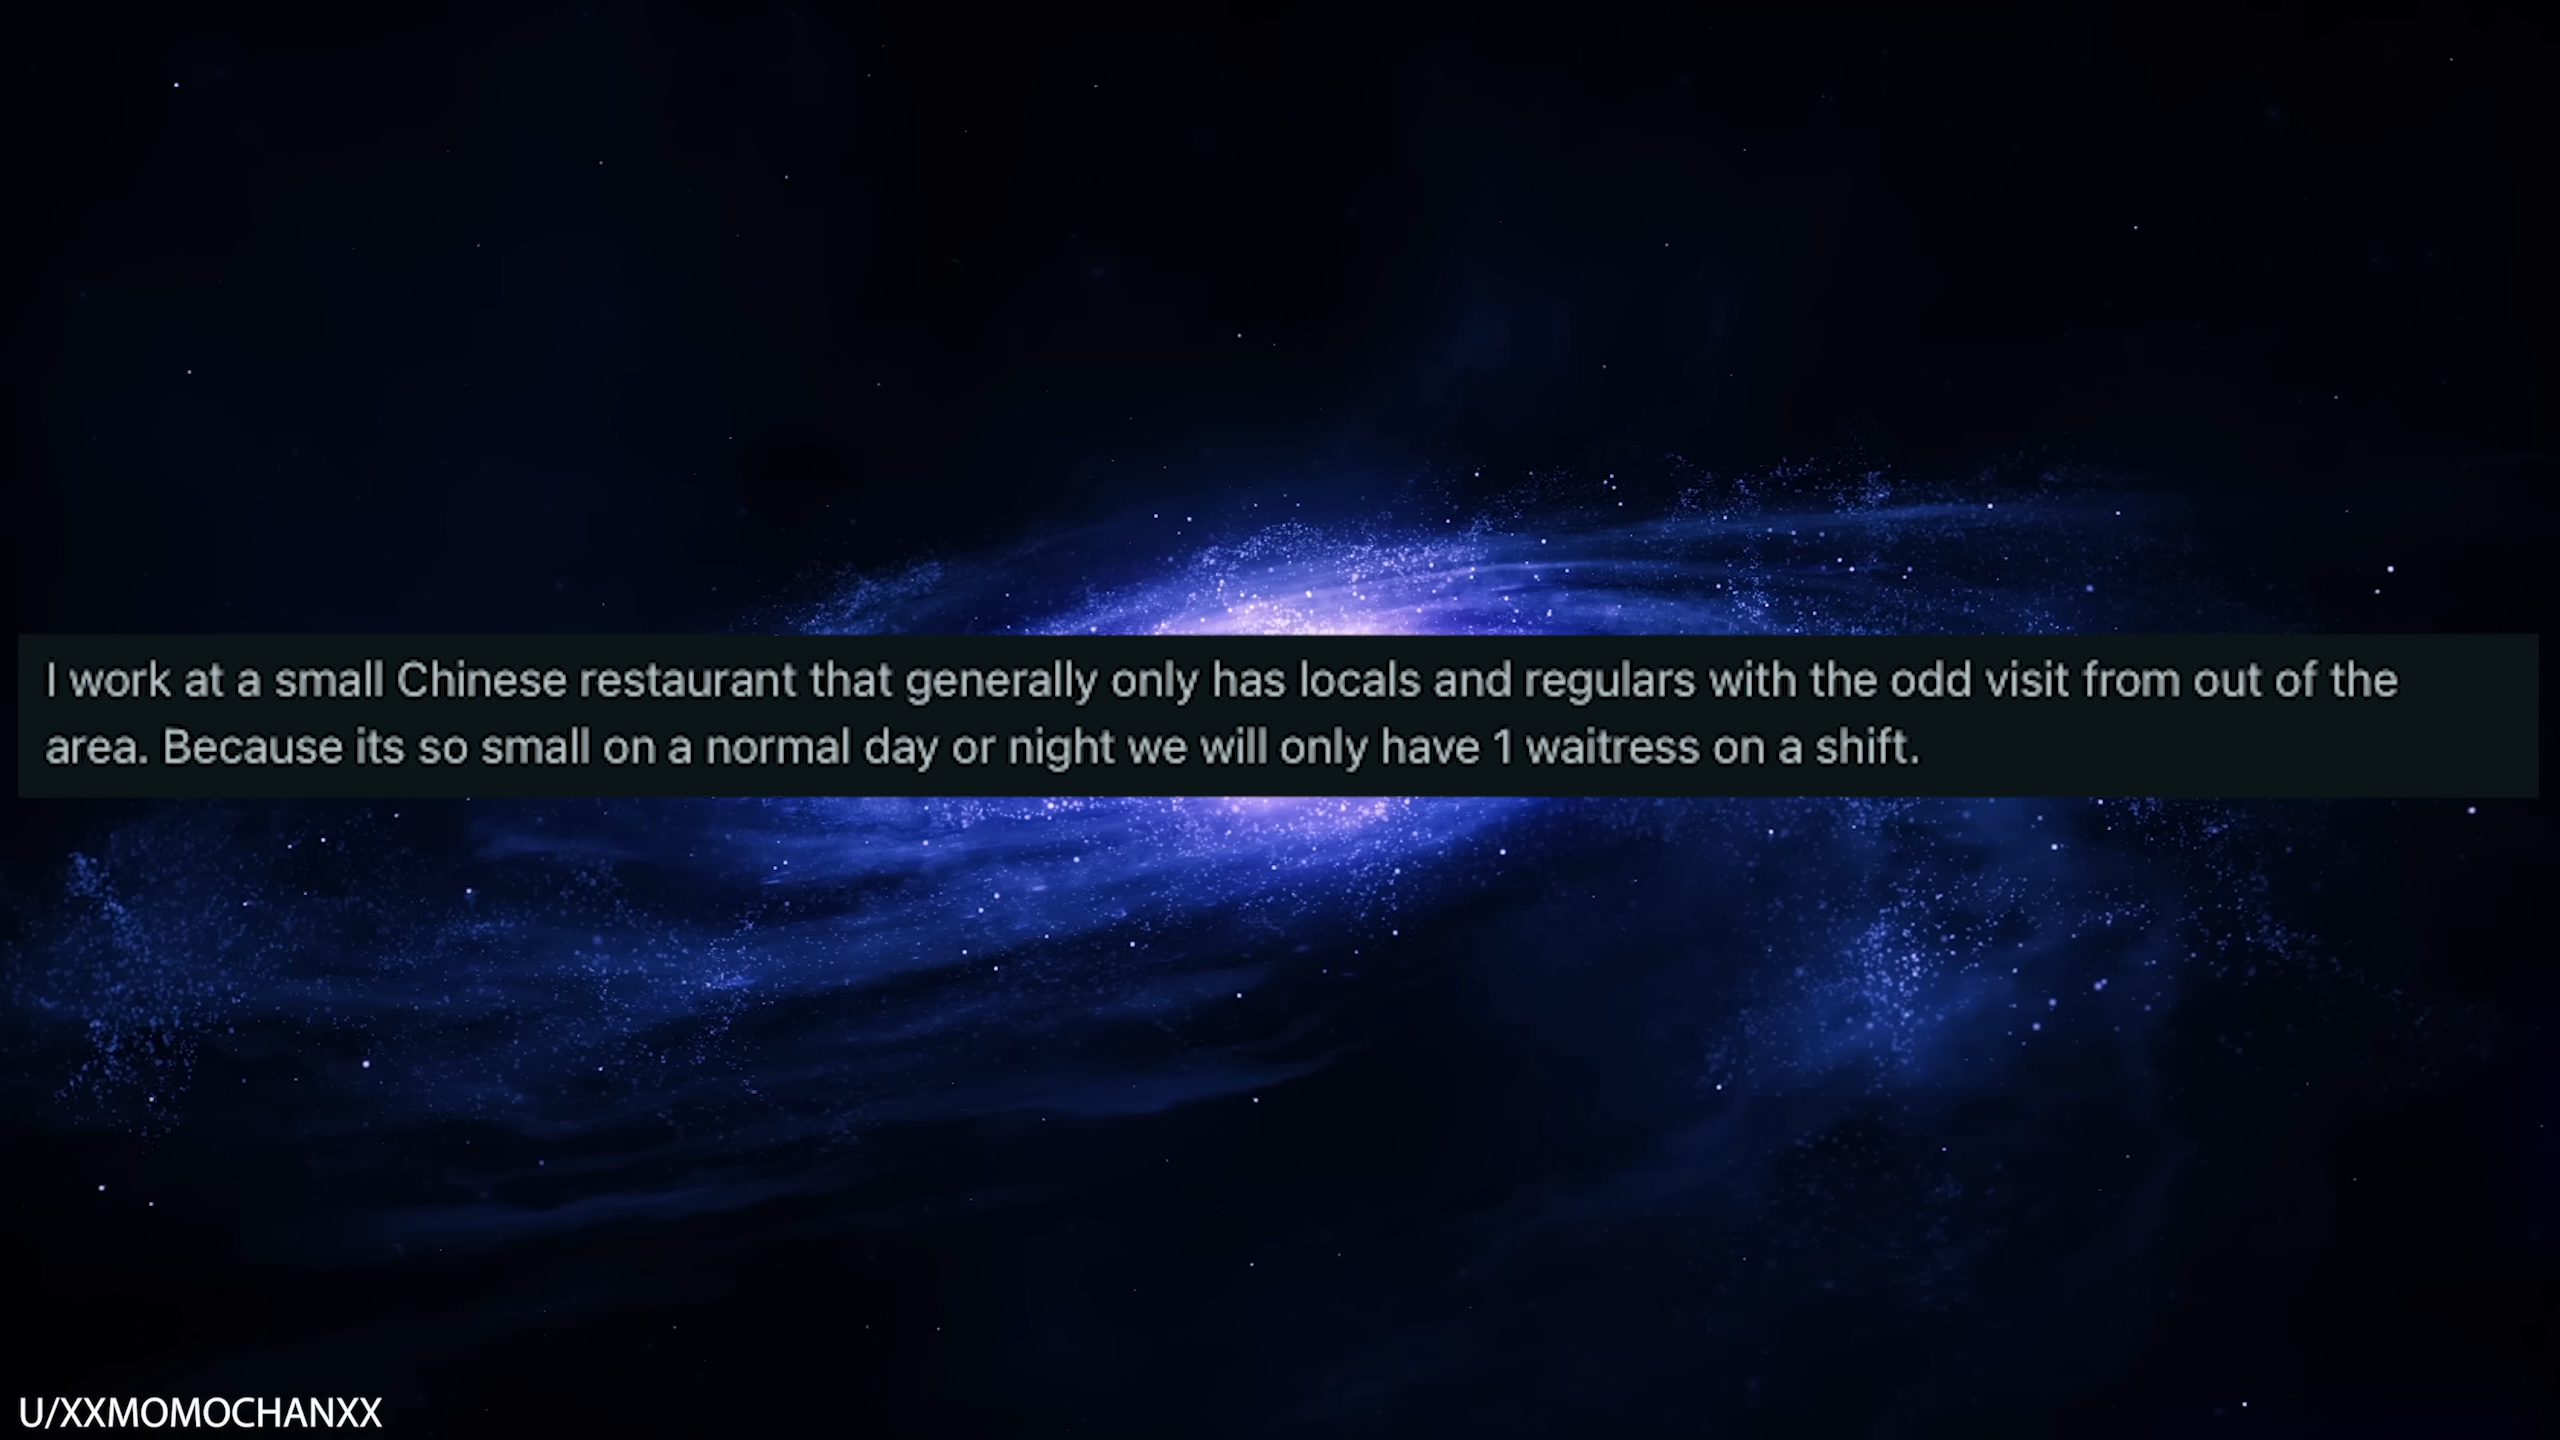 I work at a small Chinese restaurant that generally only has locals and regulars with the odd visit from out of the
area. Because its so small on a normal day or night we will only have 1 waitress on a shift.
U/XXMOMOCHANXX